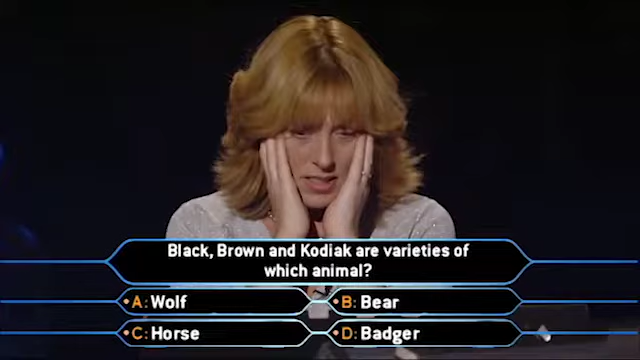 Black, Brown and Kodiak are varieties of
which animal?
• A: Wolf
• B: Bear
• C: Horse
• D: Badger